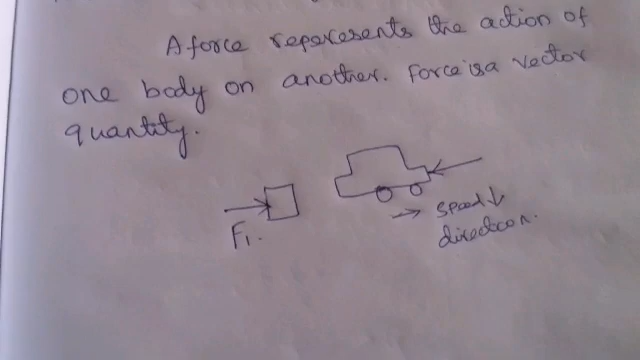 A force represents the action of
one body on another. Force is a vector
quantity.
F1.
→ Speed ↓
direction.